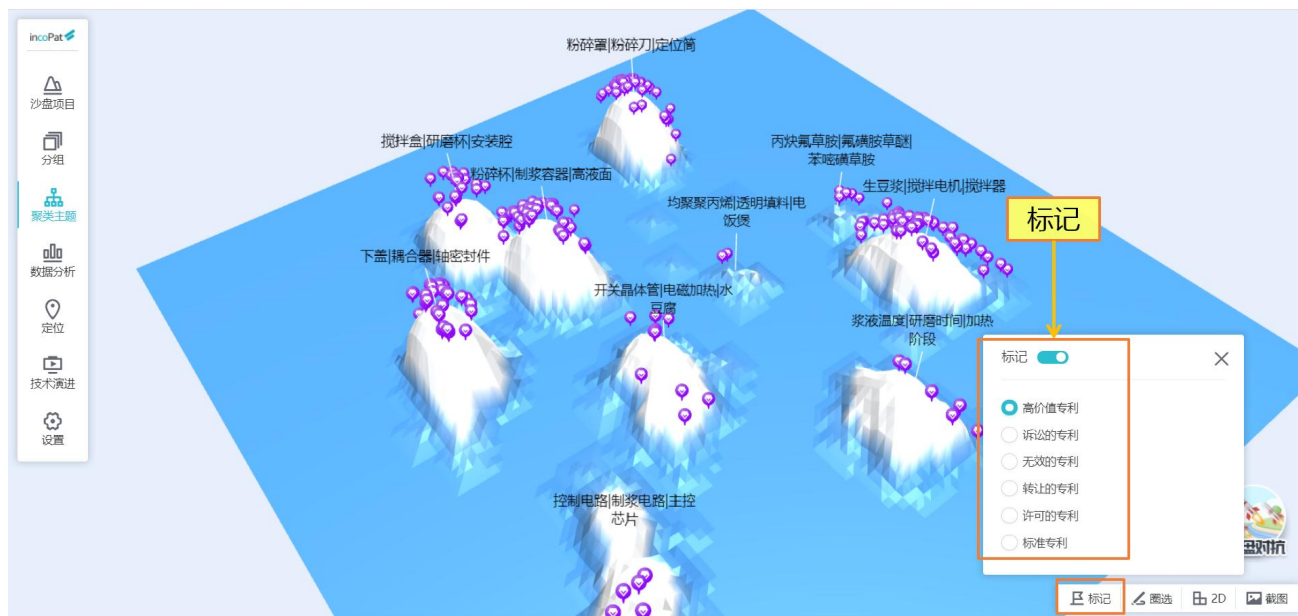 incoPat
沙盘项目
分组
聚类主题
数据分析
定位
技术演进
设置
粉碎罩|粉碎刀|定位筒
搅拌盒|研磨杯|安装腔
粉碎杯|制浆容器|高液面
丙炔氟草胺|氟磺胺草醚|
苯嘧磺草胺
生豆浆|搅拌电机|搅拌器
均聚聚丙烯|透明填料|电
饭煲
下盖|耦合器|轴密封件
开关晶体管|电磁加热|水
豆腐
浆液温度|研磨时间|加热
阶段
控制电路|制浆电路|主控
芯片
标记
标记
高价值专利
诉讼的专利
无效的专利
转让的专利
许可的专利
标准专利
盘对抗
标记
圈选
2D
截图